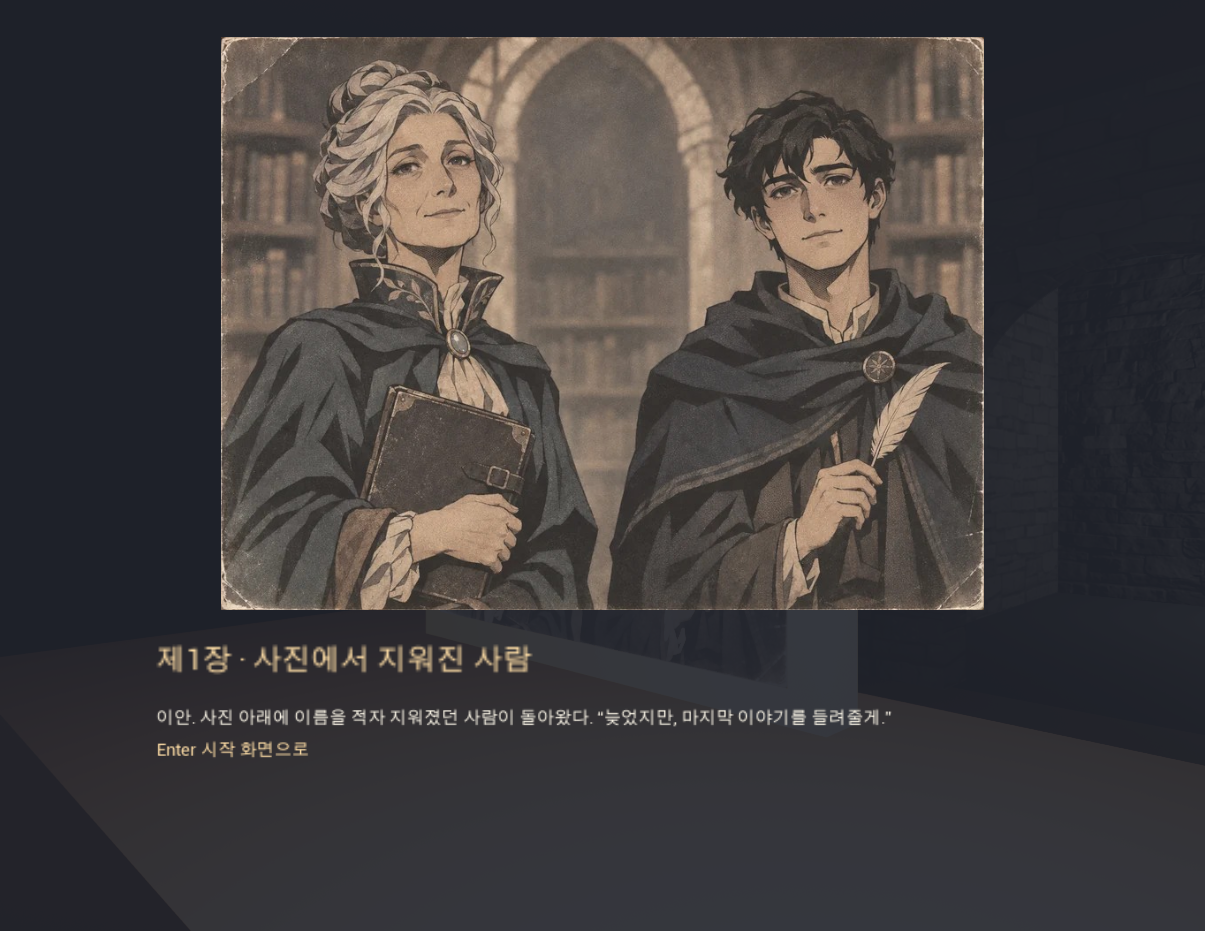 제1장 · 사진에서 지워진 사람
이안. 사진 아래에 이름을 적자 지워졌던 사람이 돌아왔다. “늦었지만, 마지막 이야기를 들려줄게.”
Enter 시작 화면으로